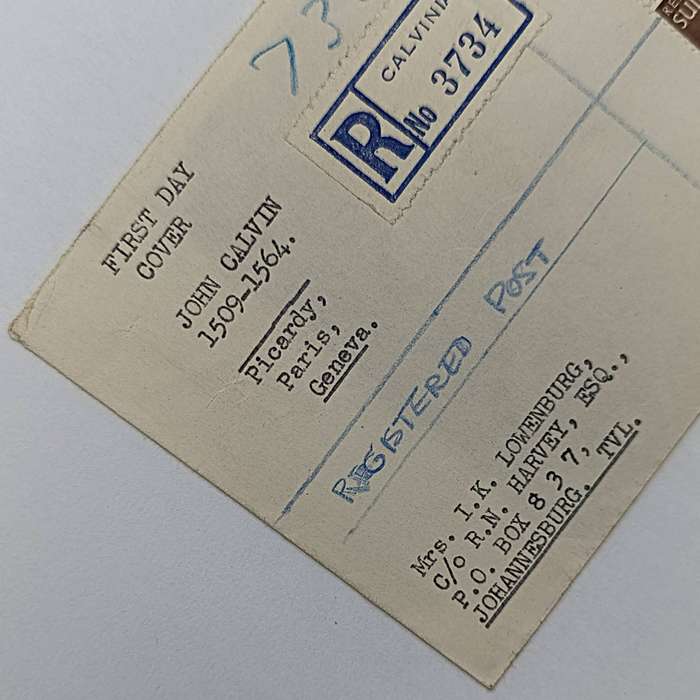 FIRST DAY
COVER
JOHN CALVIN
1509-1564.
Picardy,
Paris,
Geneva.
R
No 3734
REGISTERED POST
Mrs. I.K. LOWENBURG,
C/o R.N. HARVEY, ESQ.,
P.O. BOX 8 3 7,
JOHANNESBURG. TVL.